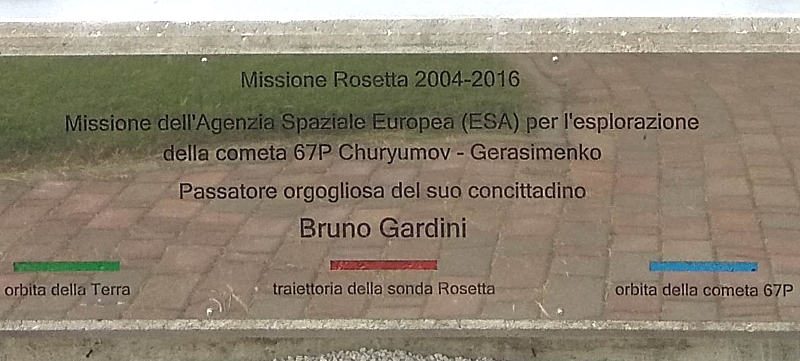 Missione Rosetta 2004-2016
Missione dell'Agenzia Spaziale Europea (ESA) per l'esplorazione
della cometa 67P Churyumov - Gerasimenko
Passatore orgogliosa del suo concittadino
Bruno Gardini
orbita della Terra
traiettoria della sonda Rosetta
orbita della cometa 67P